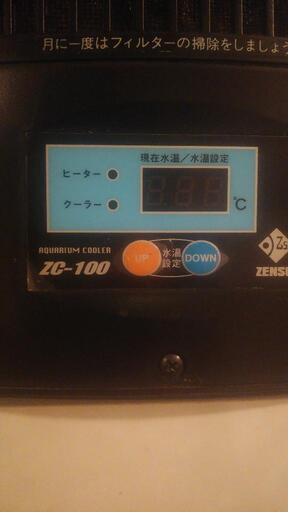 月に一度はフィルターの掃除をしましょう
現在水温/水温設定
ヒーター
クーラー
℃
AQUARIUM COOLER
ZC-100
UP
水温
設定
DOWN